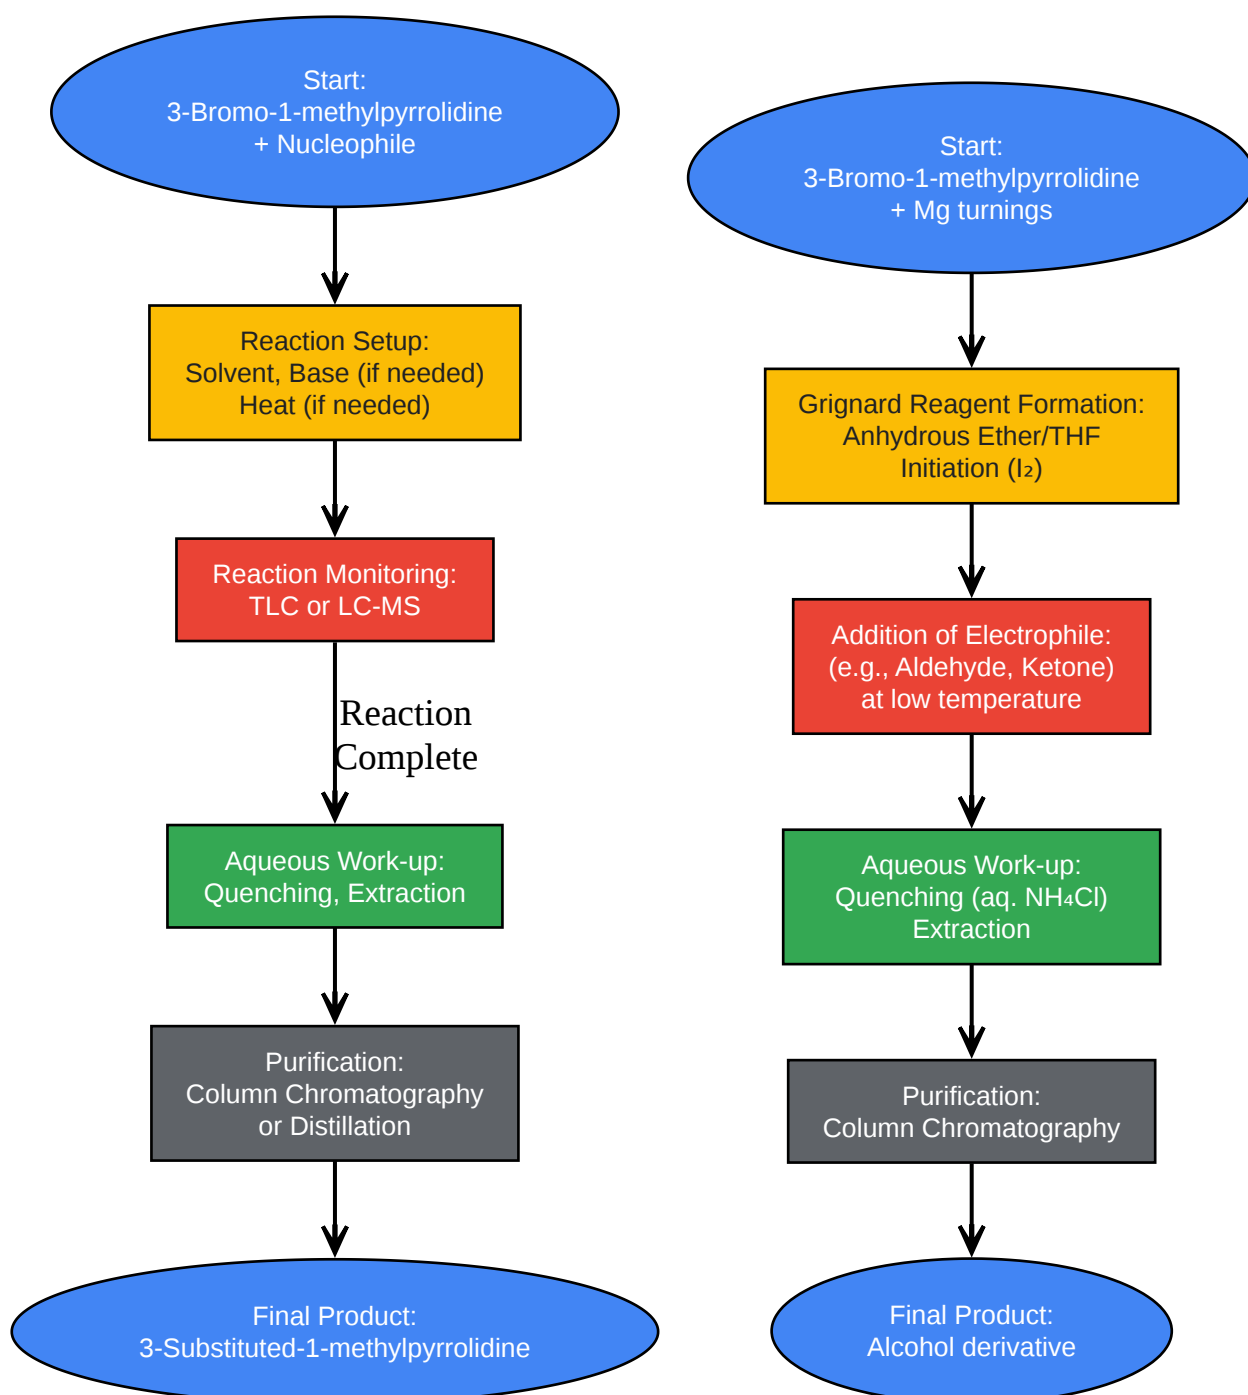 Start:
3-Bromo-1-methylpyrrolidine
+ Nucleophile
Reaction Setup:
Solvent, Base (if needed)
Heat (if needed)
Reaction Monitoring:
TLC or LC-MS
Reaction
Complete
Aqueous Work-up:
Quenching, Extraction
Purification:
Column Chromatography
or Distillation
Final Product:
3-Substituted-1-methylpyrrolidine
Start:
3-Bromo-1-methylpyrrolidine
+ Mg turnings
Grignard Reagent Formation:
Anhydrous Ether/THF
Initiation (I₂)
Addition of Electrophile:
(e.g., Aldehyde, Ketone)
at low temperature
Aqueous Work-up:
Quenching (aq. NH₄Cl)
Extraction
Purification:
Column Chromatography
Final Product:
Alcohol derivative